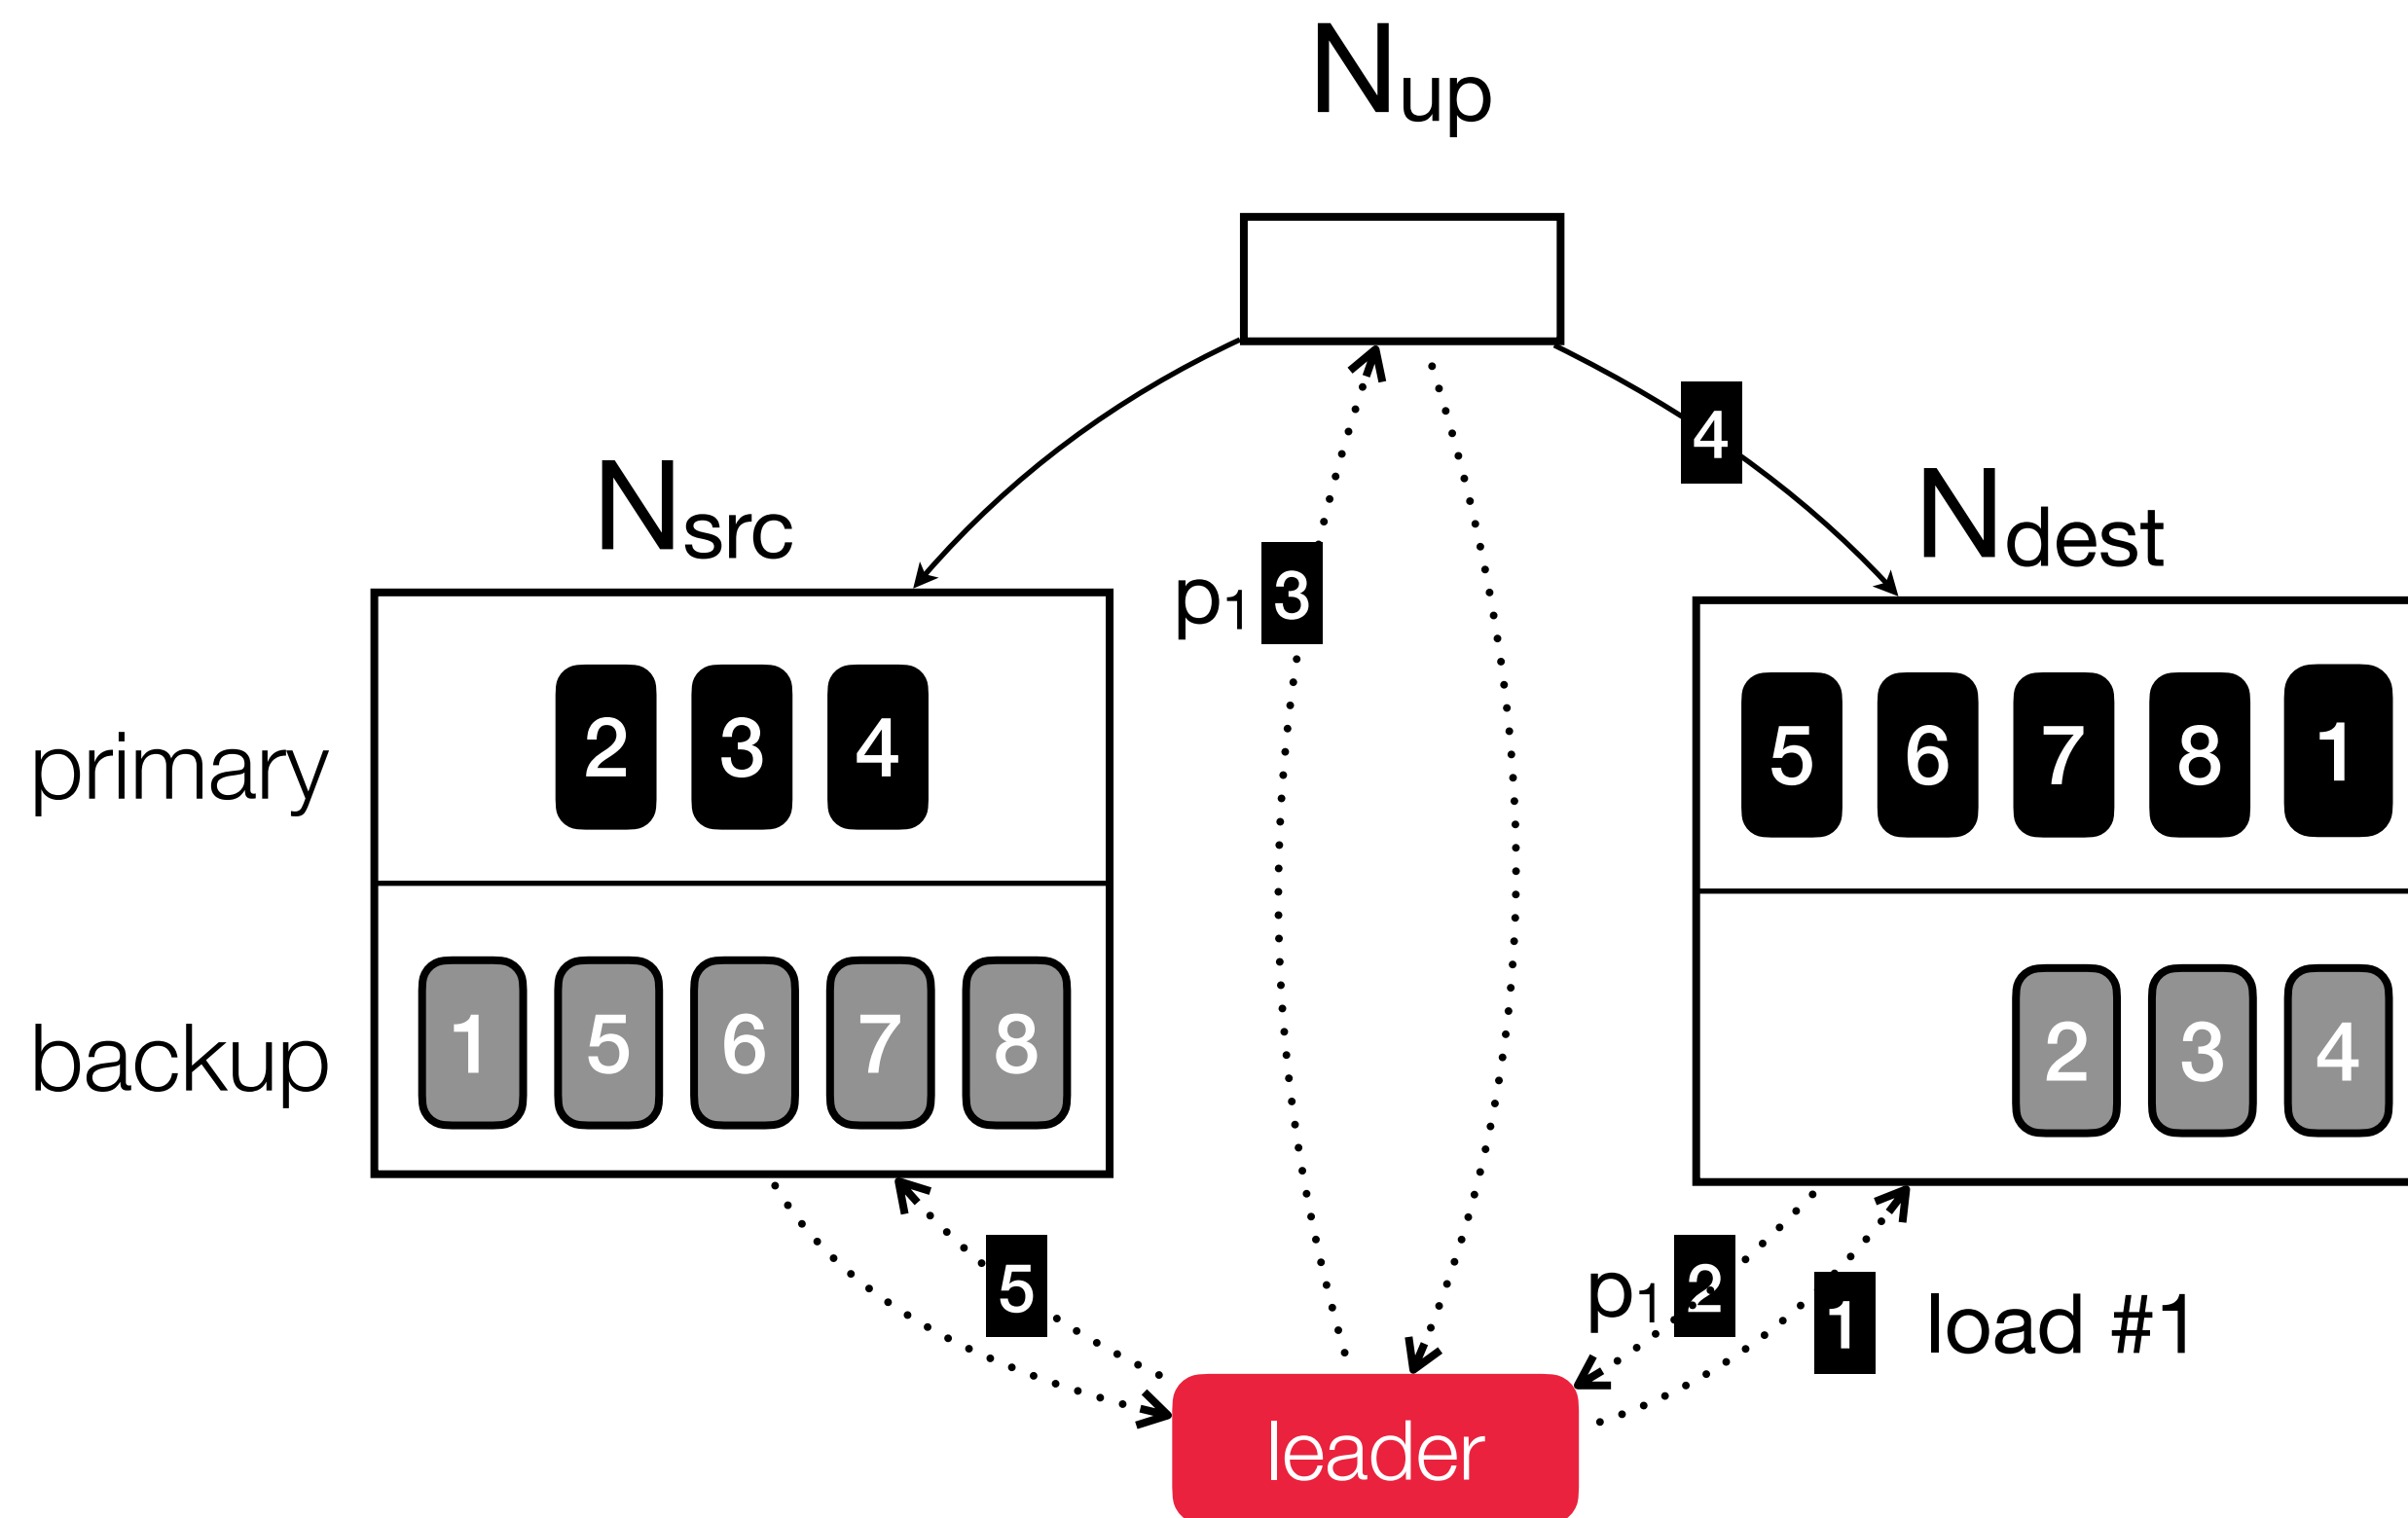 Nup
4
Nsrc
Ndest
p1 3
primary
2 3 4
5 6 7 8 1
backup
1 5 6 7 8
2 3 4
5
p1 2
1 load #1
leader